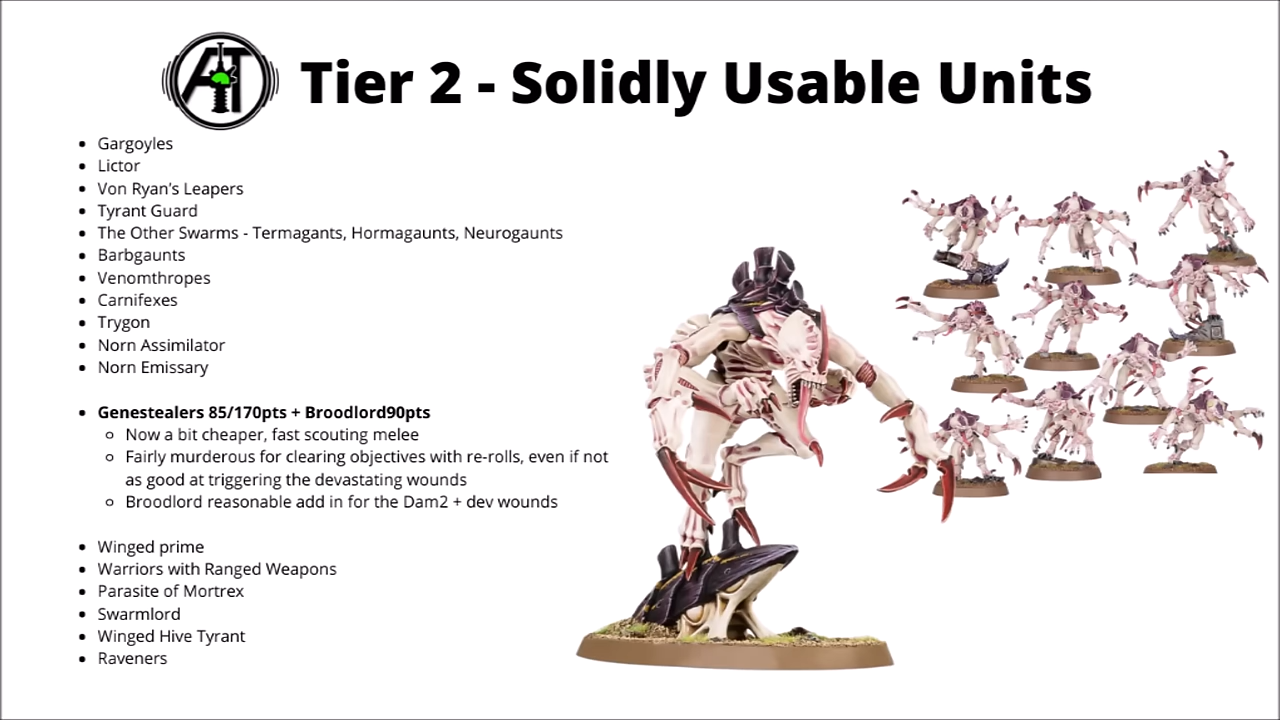 AT
Tier 2 - Solidly Usable Units
• Gargoyles
• Lictor
• Von Ryan's Leapers
• Tyrant Guard
• The Other Swarms - Termagants, Hormagaunts, Neurogaunts
• Barbgaunts
• Venomthropes
• Carnifexes
• Trygon
• Norn Assimilator
• Norn Emissary
• Genestealers 85/170pts + Broodlord90pts
◦ Now a bit cheaper, fast scouting melee
◦ Fairly murderous for clearing objectives with re-rolls, even if not
as good at triggering the devastating wounds
◦ Broodlord reasonable add in for the Dam2 + dev wounds
• Winged prime
• Warriors with Ranged Weapons
• Parasite of Mortrex
• Swarmlord
• Winged Hive Tyrant
• Raveners